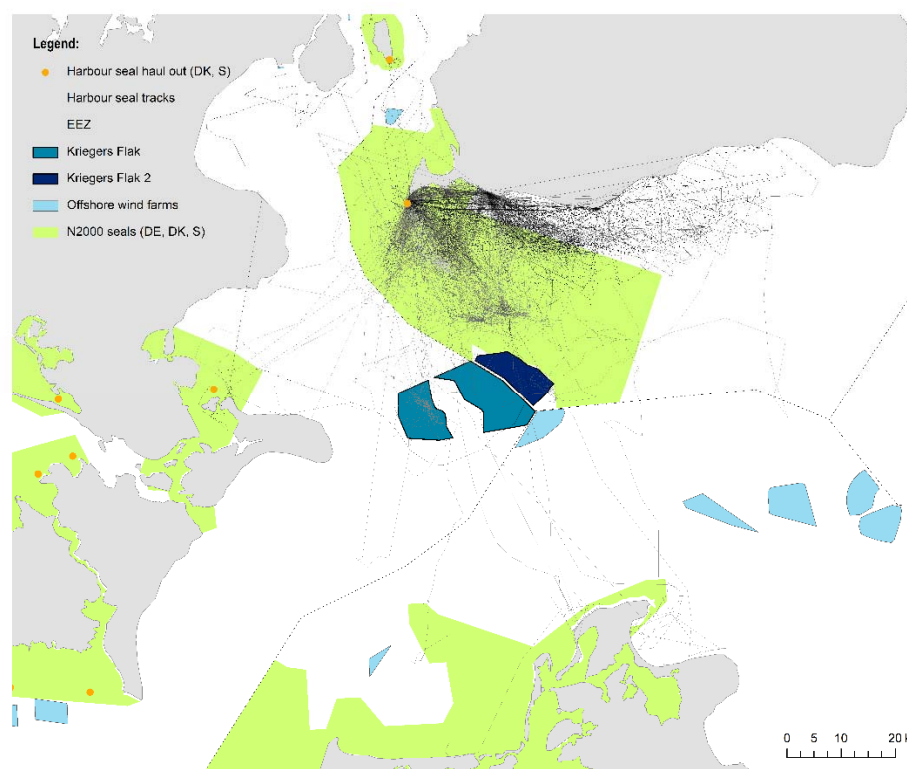 Legend:
Harbour seal haul out (DK, S)
Harbour seal tracks
EEZ
Kriegers Flak
Kriegers Flak 2
Offshore wind farms
N2000 seals (DE, DK, S)
0 5 10 20 k